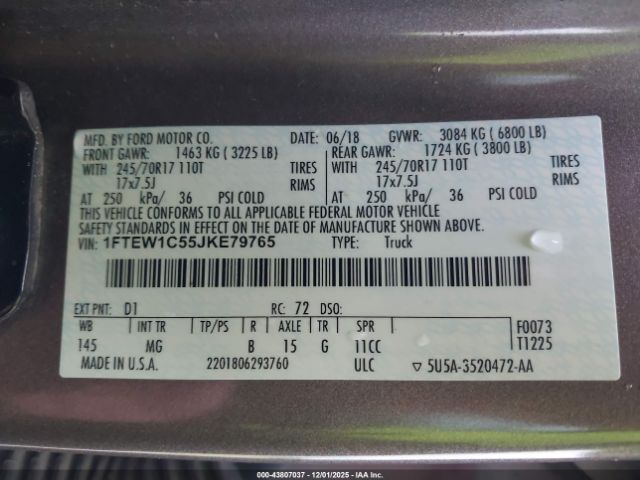 MFD. BY FORD MOTOR CO. DATE: 06/18 GVWR: 3084 KG ( 6800 LB)
FRONT GAWR: 1463 KG ( 3225 LB) REAR GAWR: 1724 KG ( 3800 LB)
WITH 245/70R17 110T TIRES WITH 245/70R17 110T TIRES
17x7.5J RIMS 17x7.5J RIMS
AT 250 kPa/ 36 PSI COLD AT 250 kPa/ 36 PSI COLD
THIS VEHICLE CONFORMS TO ALL APPLICABLE FEDERAL MOTOR VEHICLE
SAFETY STANDARDS IN EFFECT ON THE DATE OF MANUFACTURE SHOWN ABOVE.
VIN: 1FTEW1C55JKE79765 TYPE: Truck
EXT PNT: D1 RC: 72 DSO:
WB INT TR TP/PS R AXLE TR SPR F0073
145 MG B 15 G 11CC T1225
MADE IN U.S.A. 2201806293760 ULC ▽ 5U5A-3520472-AA
000-43807037 - 12/01/2025 - IAA Inc.